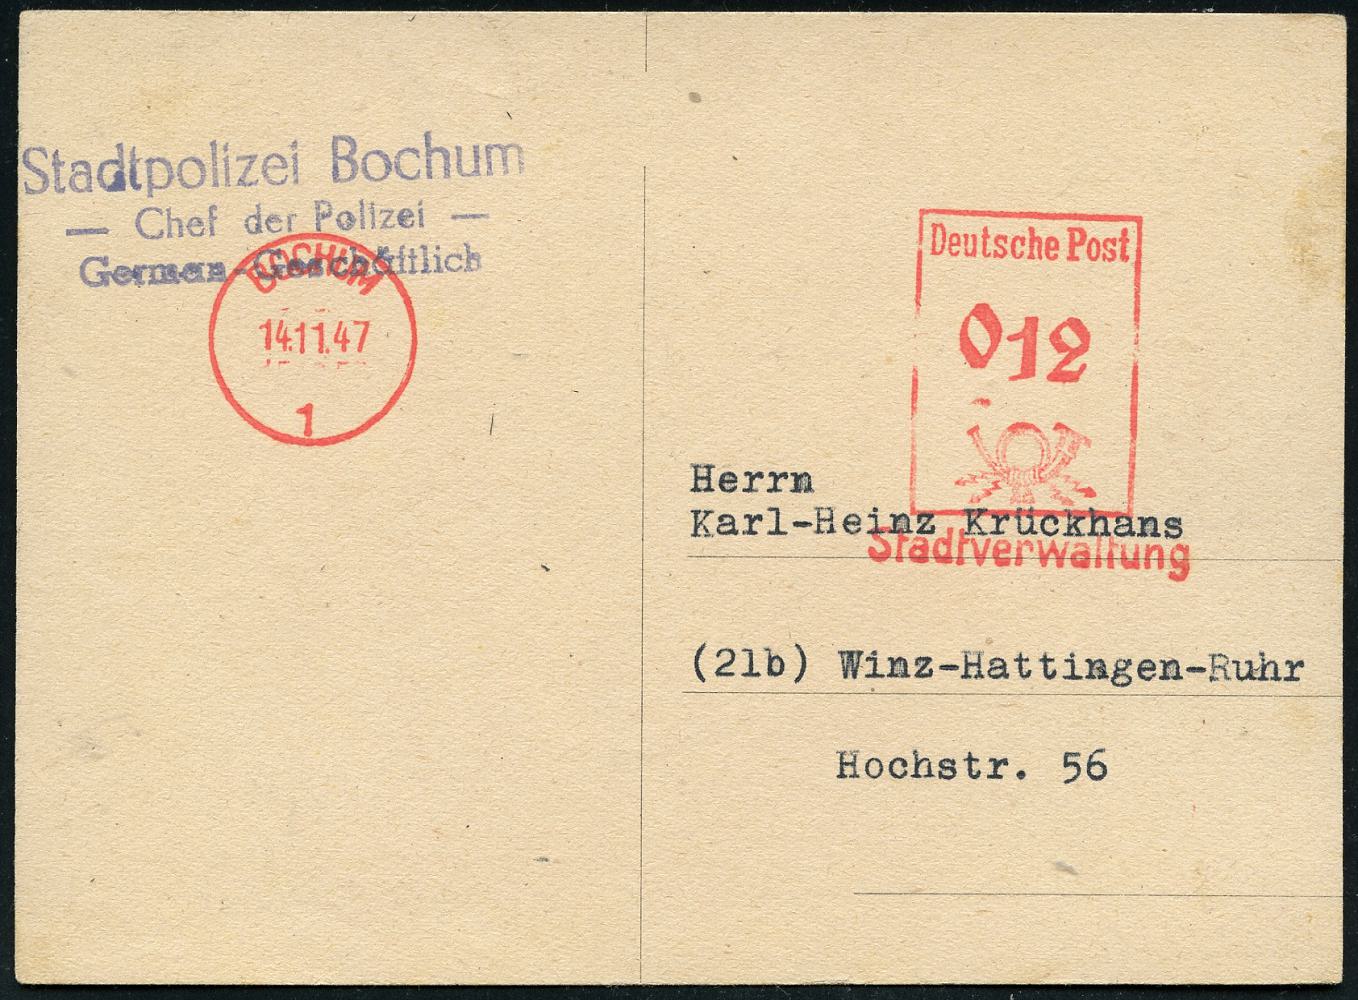 Stadtpolizei Bochum
— Chef der Polizei —
German-Geschäftlich
BOCHUM
14.11.47
1
Deutsche Post
012
Stadtverwaltung
Herrn
Karl-Heinz Krückhans
(21b) Winz-Hattingen-Ruhr
Hochstr. 56